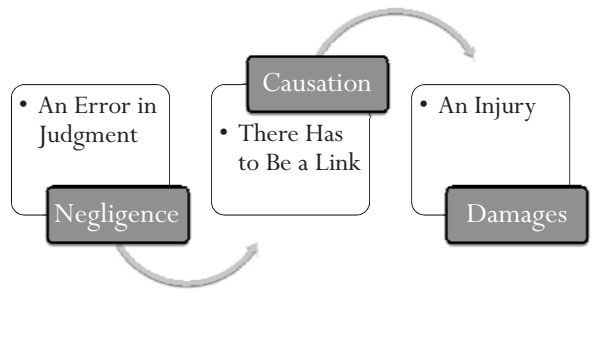 • An Error in
Judgment
Negligence
Causation
• There Has
to Be a Link
• An Injury
Damages